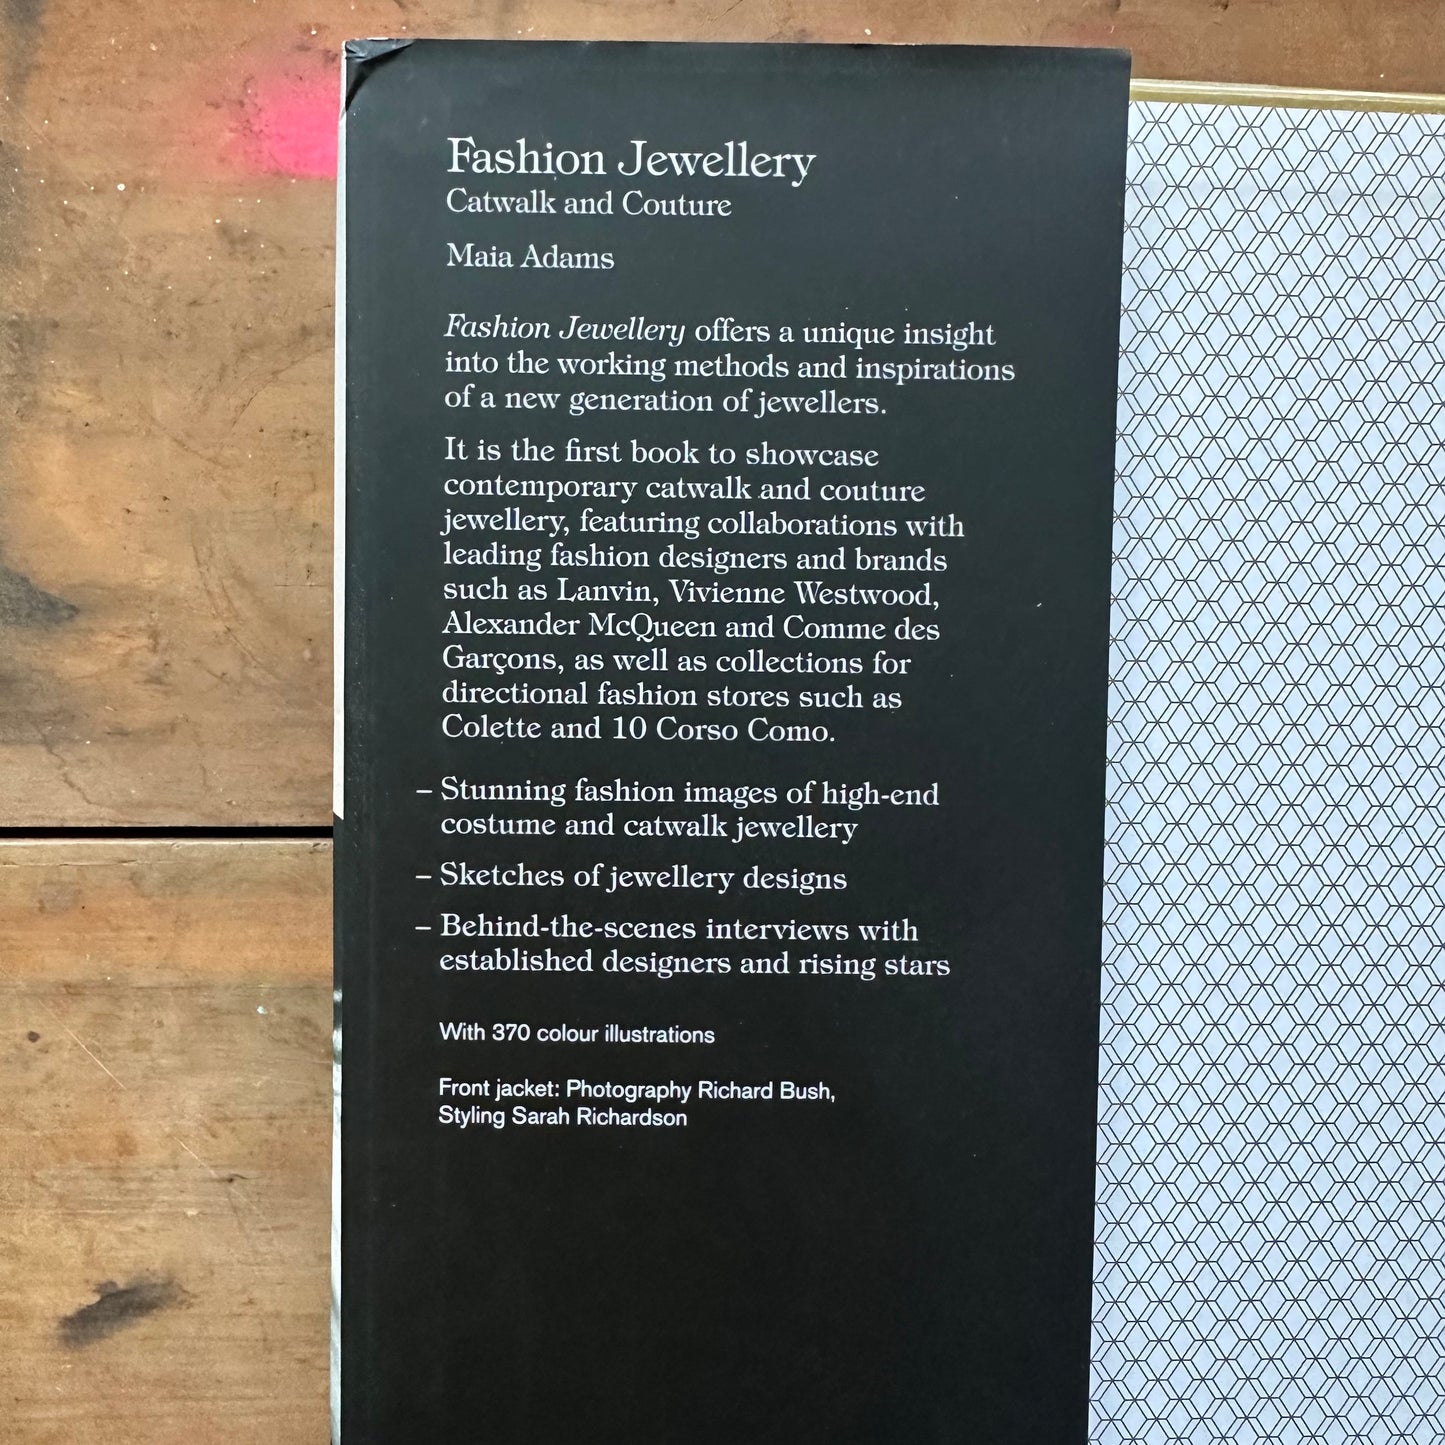 Fashion Jewellery
Catwalk and Couture
Maia Adams
Fashion Jewellery offers a unique insight
into the working methods and inspirations
of a new generation of jewellers.
It is the first book to showcase
contemporary catwalk and couture
jewellery, featuring collaborations with
leading fashion designers and brands
such as Lanvin, Vivienne Westwood,
Alexander McQueen and Comme des
Garçons, as well as collections for
directional fashion stores such as
Colette and 10 Corso Como.
– Stunning fashion images of high-end
costume and catwalk jewellery
– Sketches of jewellery designs
– Behind-the-scenes interviews with
established designers and rising stars
With 370 colour illustrations
Front jacket: Photography Richard Bush,
Styling Sarah Richardson